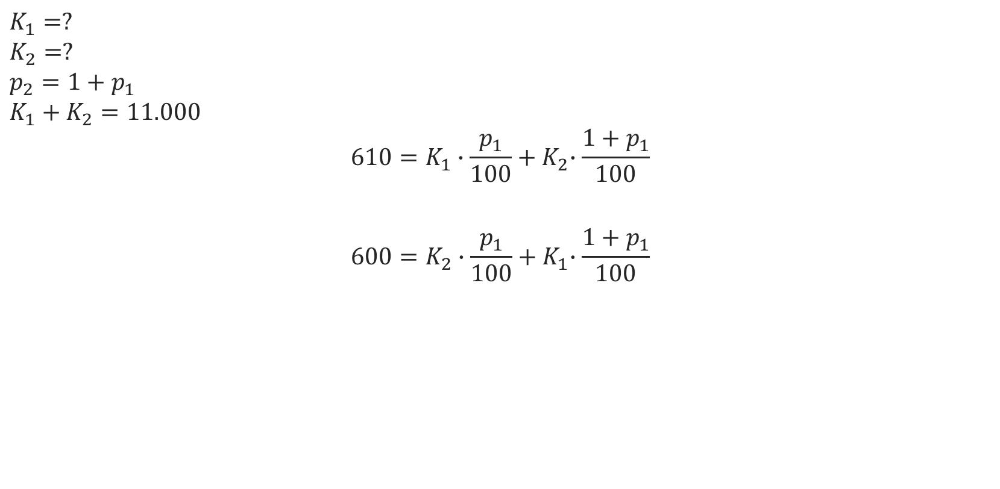 K₁ =?
K₂ =?
p₂ = 1 + p₁
K₁ + K₂ = 11.000
610 = K₁ · p₁/100 + K₂· (1 + p₁)/100
600 = K₂ · p₁/100 + K₁· (1 + p₁)/100